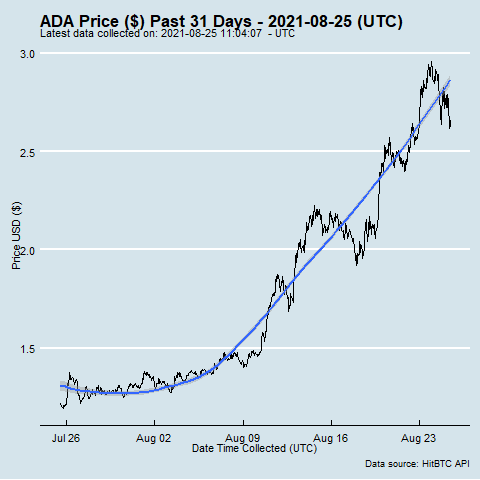 ADA Price ($) Past 31 Days - 2021-08-25 (UTC)
Latest data collected on: 2021-08-25 11:04:07 - UTC
3.0
2.5
2.0
1.5
Price USD ($)
Jul 26 Aug 02 Aug 09 Aug 16 Aug 23
Date Time Collected (UTC)
Data source: HitBTC API